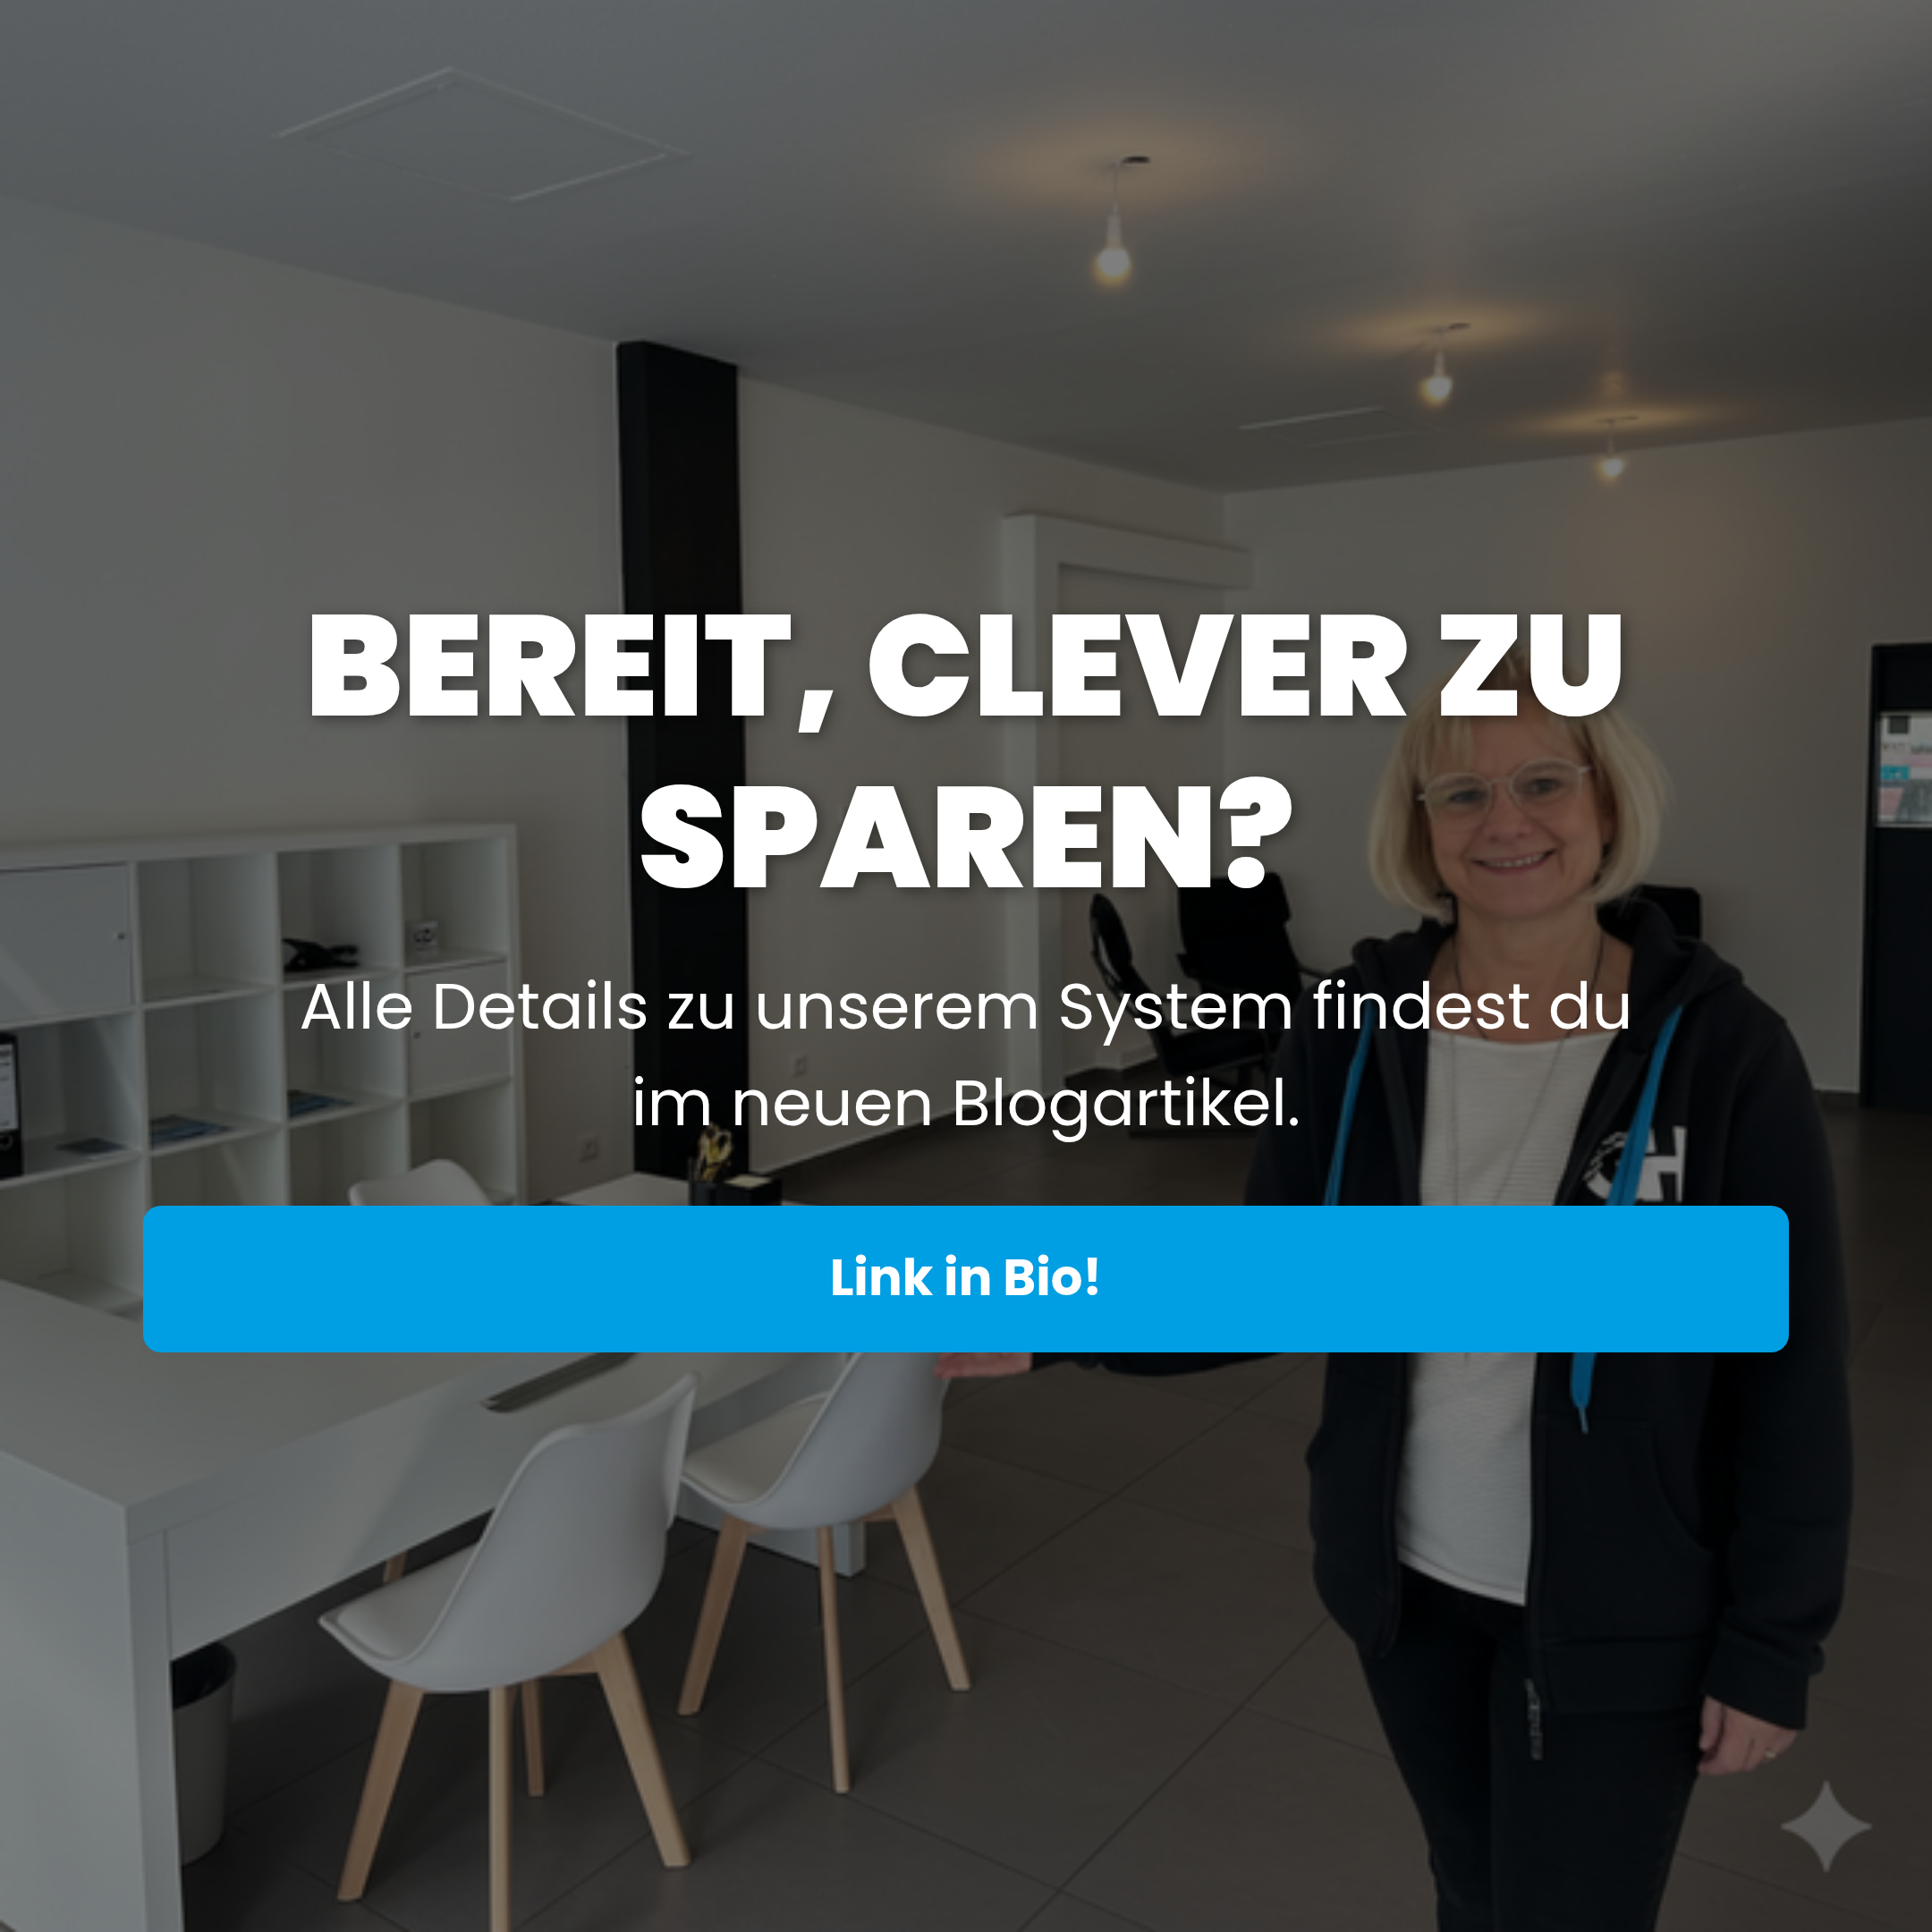 BEREIT, CLEVER ZU
SPAREN?
Alle Details zu unserem System findest du
im neuen Blogartikel.
Link in Bio!